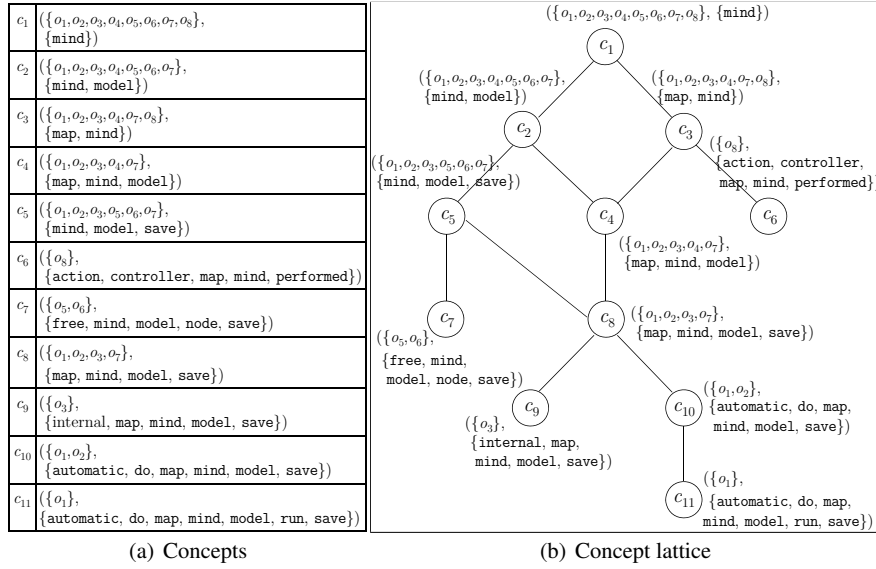 c1 ({o1,o2,o3,o4,o5,o6,o7,o8},
{mind})
c2 ({o1,o2,o3,o4,o5,o6,o7},
{mind, model})
c3 ({o1,o2,o3,o4,o7,o8},
{map, mind})
c4 ({o1,o2,o3,o4,o7},
{map, mind, model})
c5 ({o1,o2,o3,o5,o6,o7},
{mind, model, save})
c6 ({o8},
{action, controller, map, mind, performed})
c7 ({o5,o6},
{free, mind, model, node, save})
c8 ({o1,o2,o3,o7},
{map, mind, model, save})
c9 ({o3},
{internal, map, mind, model, save})
c10 ({o1,o2},
{automatic, do, map, mind, model, save})
c11 ({o1},
{automatic, do, map, mind, model, run, save})
(a) Concepts
({o1,o2,o3,o4,o5,o6,o7,o8}, {mind})
c1
({o1,o2,o3,o4,o5,o6,o7},
{mind, model})
c2
({o1,o2,o3,o4,o7,o8},
{map, mind})
c3
({o1,o2,o3,o5,o6,o7},
{mind, model, save})
c5
c4
({o1,o2,o3,o4,o7},
{map, mind, model})
({o8},
{action, controller,
map, mind, performed})
c6
c7
({o5,o6},
{free, mind,
model, node, save})
c8
({o1,o2,o3,o7},
{map, mind, model, save})
c9
({o3},
{internal, map,
mind, model, save})
c10
({o1,o2},
{automatic, do, map,
mind, model, save})
c11
({o1},
{automatic, do, map,
mind, model, run, save})
(b) Concept lattice